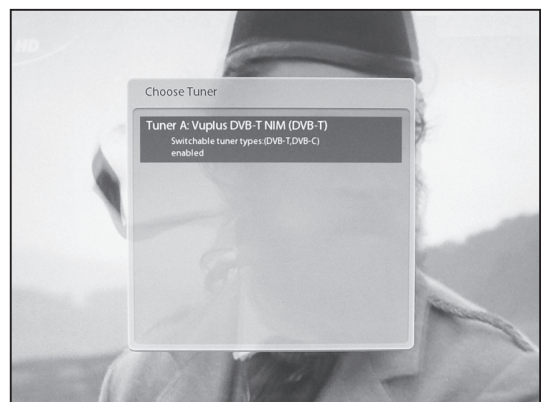 HD
Choose Tuner
Tuner A: Vuplus DVB-T NIM (DVB-T)
Switchable tuner types:(DVB-T,DVB-C)
enabled